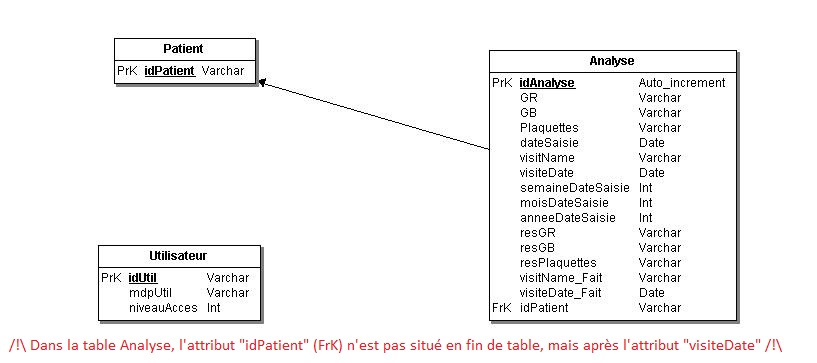 Patient
PrK idPatient Varchar
Analyse
PrK idAnalyse Auto_increment
GR Varchar
GB Varchar
Plaquettes Varchar
dateSaisie Date
visitName Varchar
visiteDate Date
semaineDateSaisie Int
moisDateSaisie Int
anneeDateSaisie Int
resGR Varchar
resGB Varchar
resPlaquettes Varchar
visitName_Fait Varchar
visiteDate_Fait Date
FrK idPatient Varchar
Utilisateur
PrK idUtil Varchar
mdpUtil Varchar
niveauAcces Int
/!\ Dans la table Analyse, l'attribut "idPatient" (FrK) n'est pas situé en fin de table, mais après l'attribut "visiteDate" /!\